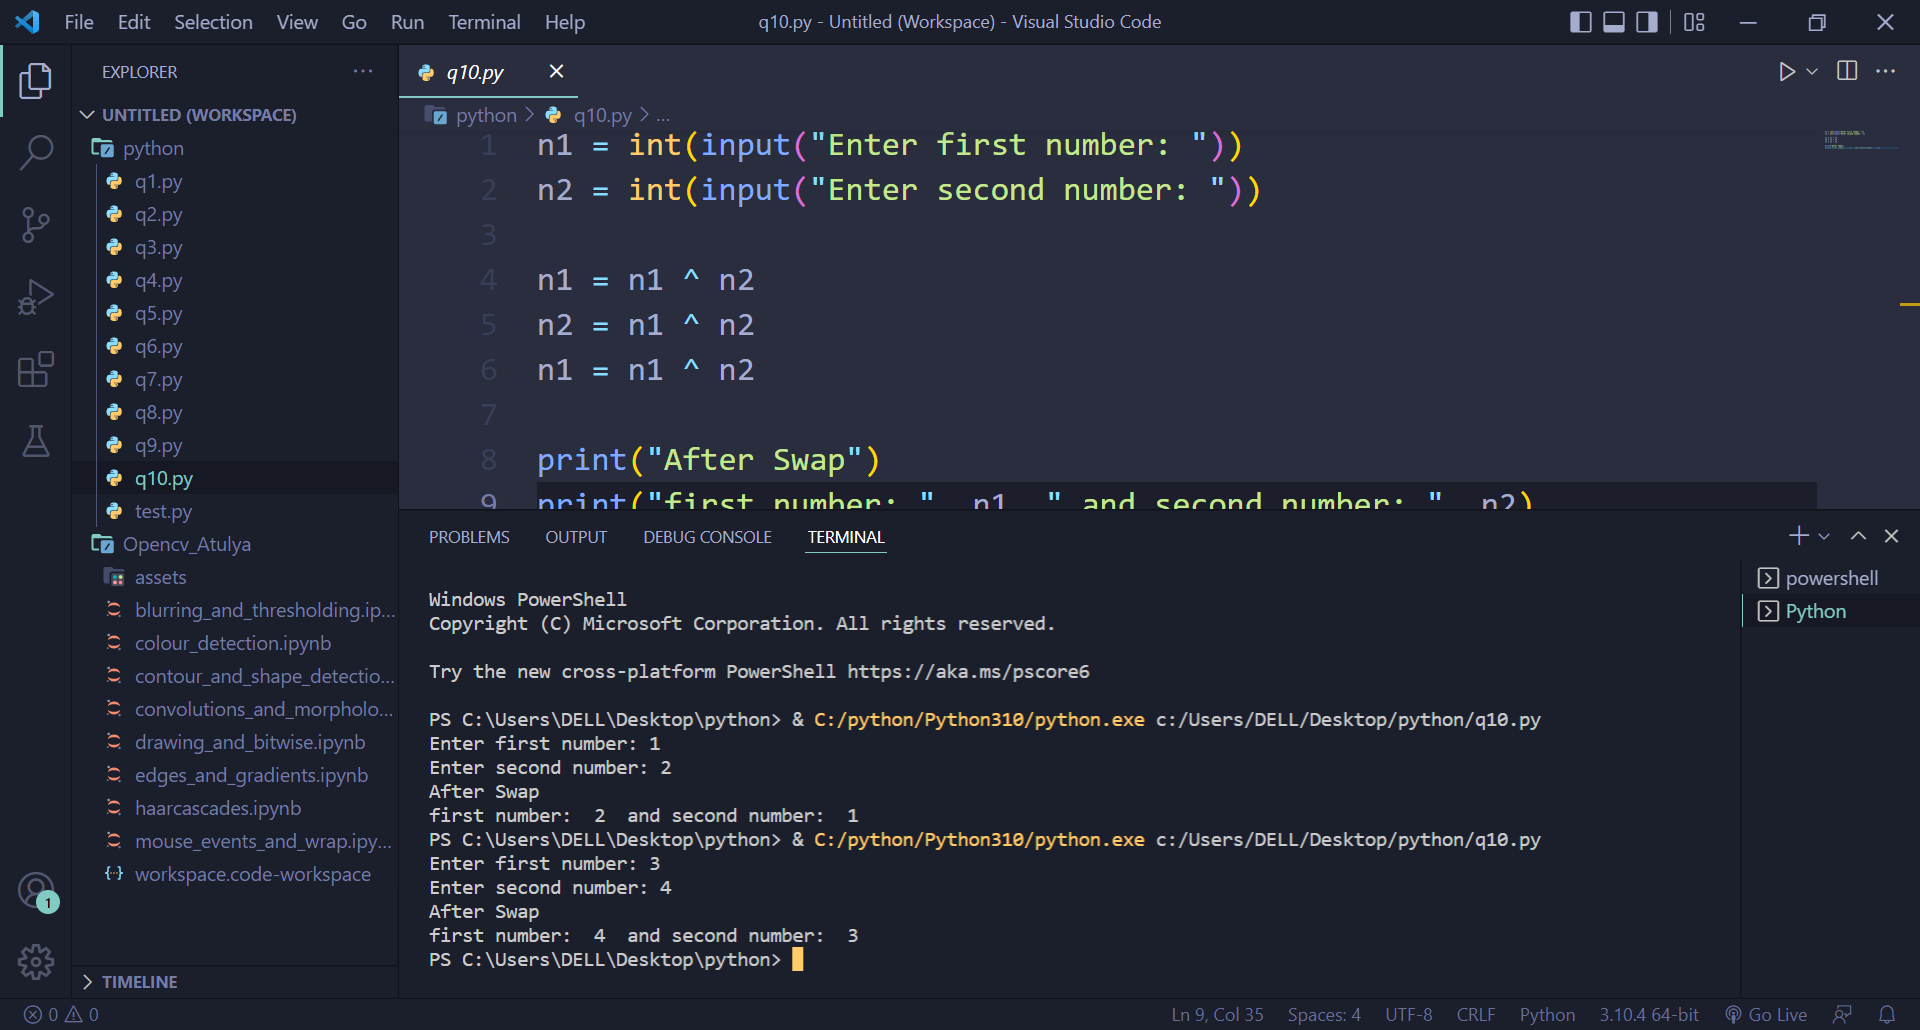 File Edit Selection View Go Run Terminal Help
q10.py - Untitled (Workspace) - Visual Studio Code
EXPLORER
UNTITLED (WORKSPACE)
python
q1.py
q2.py
q3.py
q4.py
q5.py
q6.py
q7.py
q8.py
q9.py
q10.py
test.py
Opencv_Atulya
assets
blurring_and_thresholding.ip...
colour_detection.ipynb
contour_and_shape_detectio...
convolutions_and_morpholo...
drawing_and_bitwise.ipynb
edges_and_gradients.ipynb
haarcascades.ipynb
mouse_events_and_wrap.ipy...
workspace.code-workspace
TIMELINE
1
q10.py
python > q10.py > ...
1 n1 = int(input("Enter first number: "))
2 n2 = int(input("Enter second number: "))
3
4 n1 = n1 ^ n2
5 n2 = n1 ^ n2
6 n1 = n1 ^ n2
7
8 print("After Swap")
9 print("first number: ", n1, " and second number: ", n2)
PROBLEMS OUTPUT DEBUG CONSOLE TERMINAL
Windows PowerShell
Copyright (C) Microsoft Corporation. All rights reserved.
Try the new cross-platform PowerShell https://aka.ms/pscore6
PS C:\Users\DELL\Desktop\python> & C:/python/Python310/python.exe c:/Users/DELL/Desktop/python/q10.py
Enter first number: 1
Enter second number: 2
After Swap
first number:  2  and second number:  1
PS C:\Users\DELL\Desktop\python> & C:/python/Python310/python.exe c:/Users/DELL/Desktop/python/q10.py
Enter first number: 3
Enter second number: 4
After Swap
first number:  4  and second number:  3
PS C:\Users\DELL\Desktop\python>
powershell
Python
0 0
Ln 9, Col 35 Spaces: 4 UTF-8 CRLF Python 3.10.4 64-bit Go Live